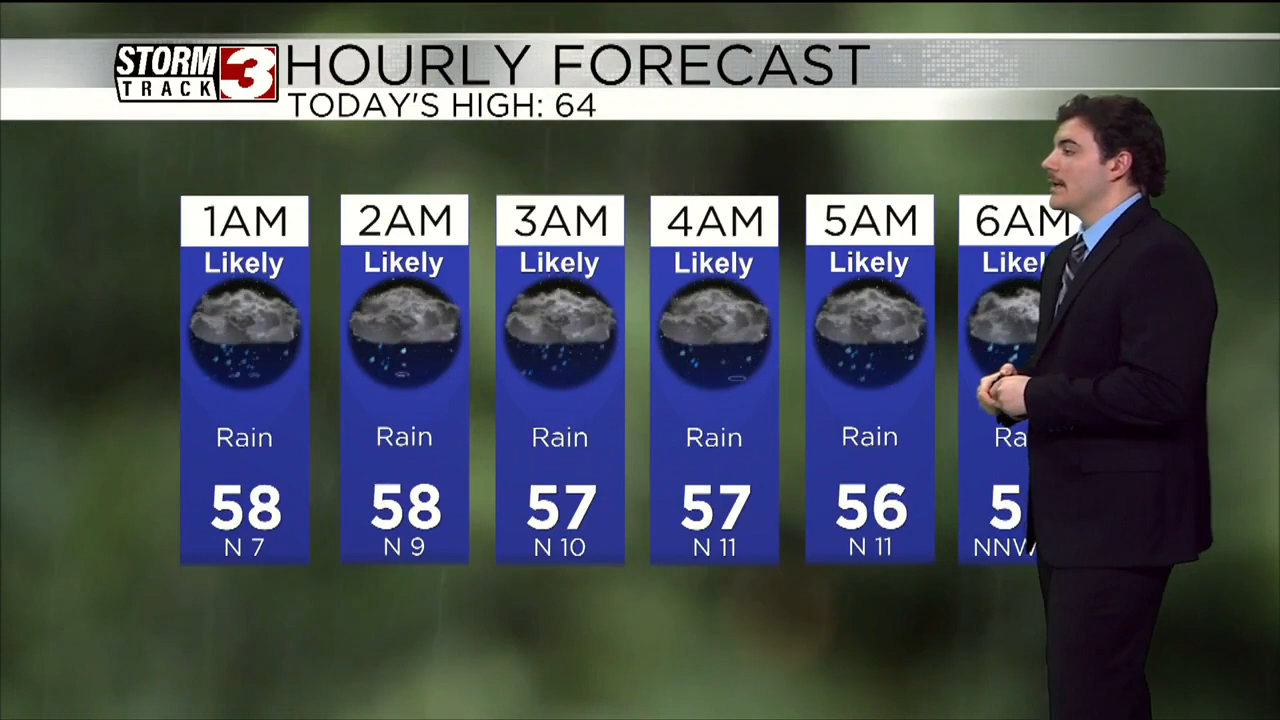 STORM TRACK 3
HOURLY FORECAST
TODAY'S HIGH: 64
1AM 2AM 3AM 4AM 5AM 6AM
Likely Likely Likely Likely Likely
Rain Rain Rain Rain Rain
58 58 57 57 56
N 7 N 9 N 10 N 11 N 11 NNW